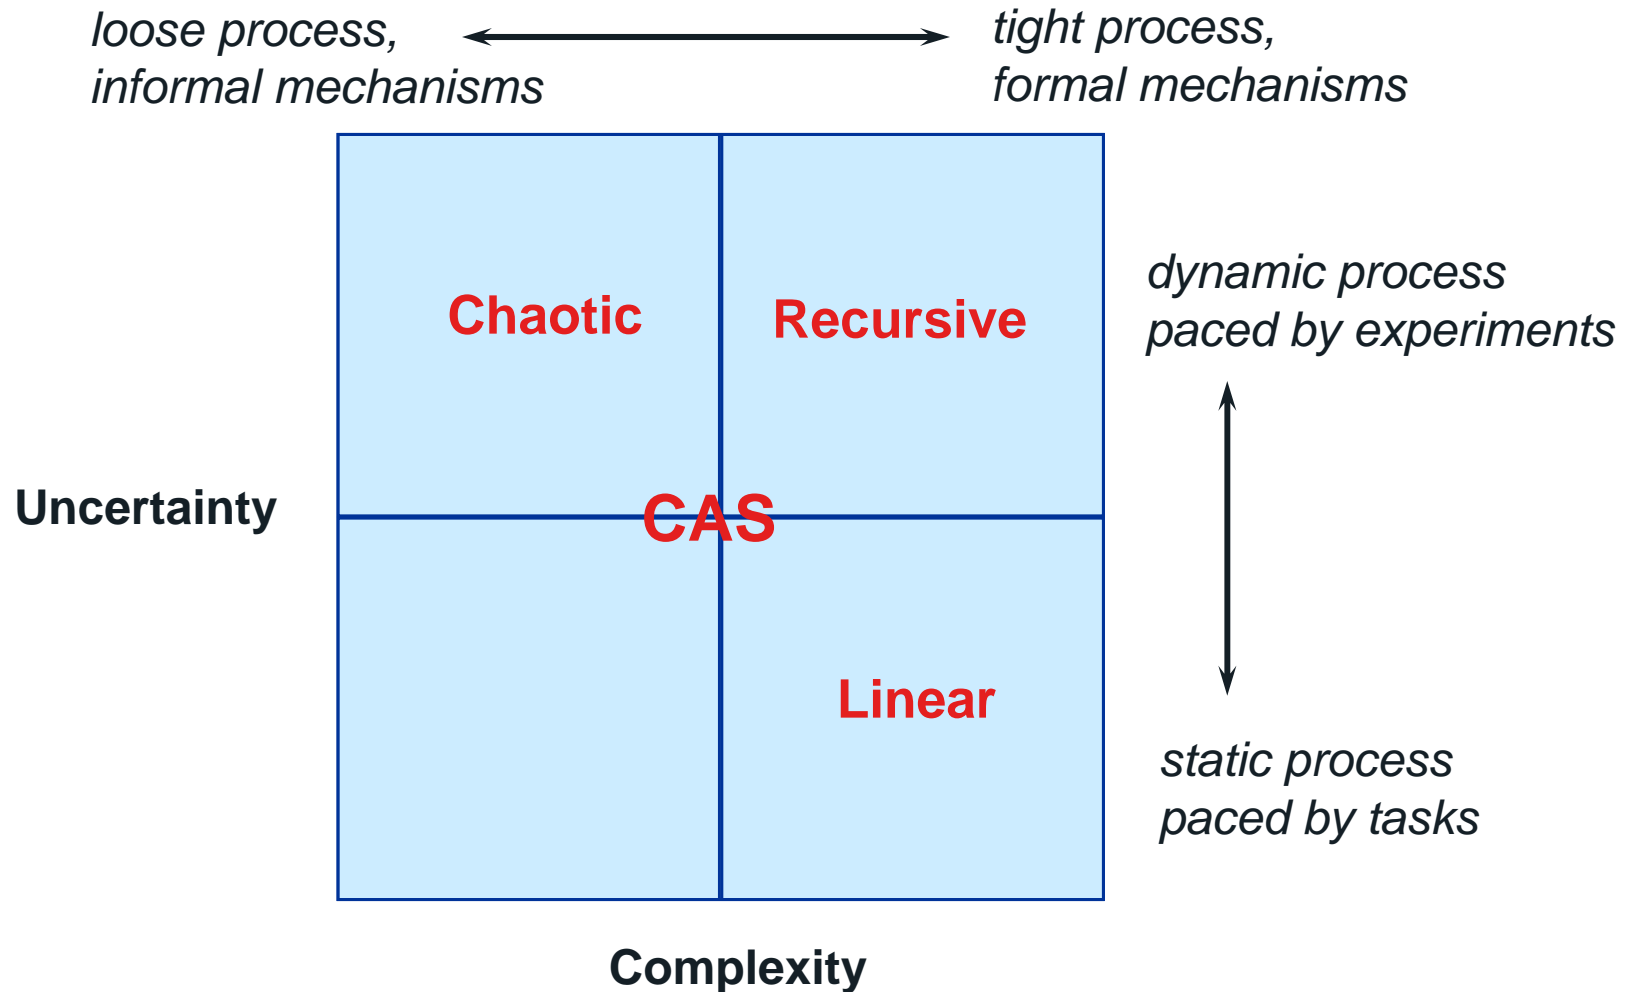 loose process,
informal mechanisms
tight process,
formal mechanisms
Chaotic
Recursive
dynamic process
paced by experiments
Uncertainty
CAS
Linear
static process
paced by tasks
Complexity